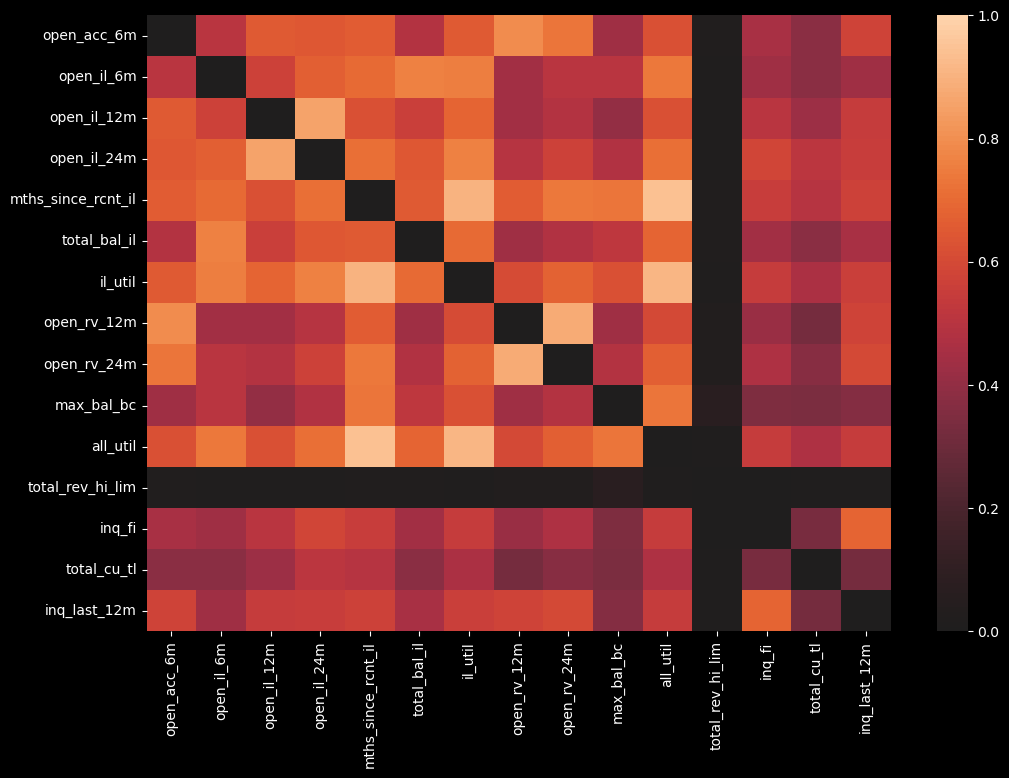 open_acc_6m
open_il_6m
open_il_12m
open_il_24m
mths_since_rcnt_il
total_bal_il
il_util
open_rv_12m
open_rv_24m
max_bal_bc
all_util
total_rev_hi_lim
inq_fi
total_cu_tl
inq_last_12m
open_acc_6m
open_il_6m
open_il_12m
open_il_24m
mths_since_rcnt_il
total_bal_il
il_util
open_rv_12m
open_rv_24m
max_bal_bc
all_util
total_rev_hi_lim
inq_fi
total_cu_tl
inq_last_12m
1.0
0.8
0.6
0.4
0.2
0.0